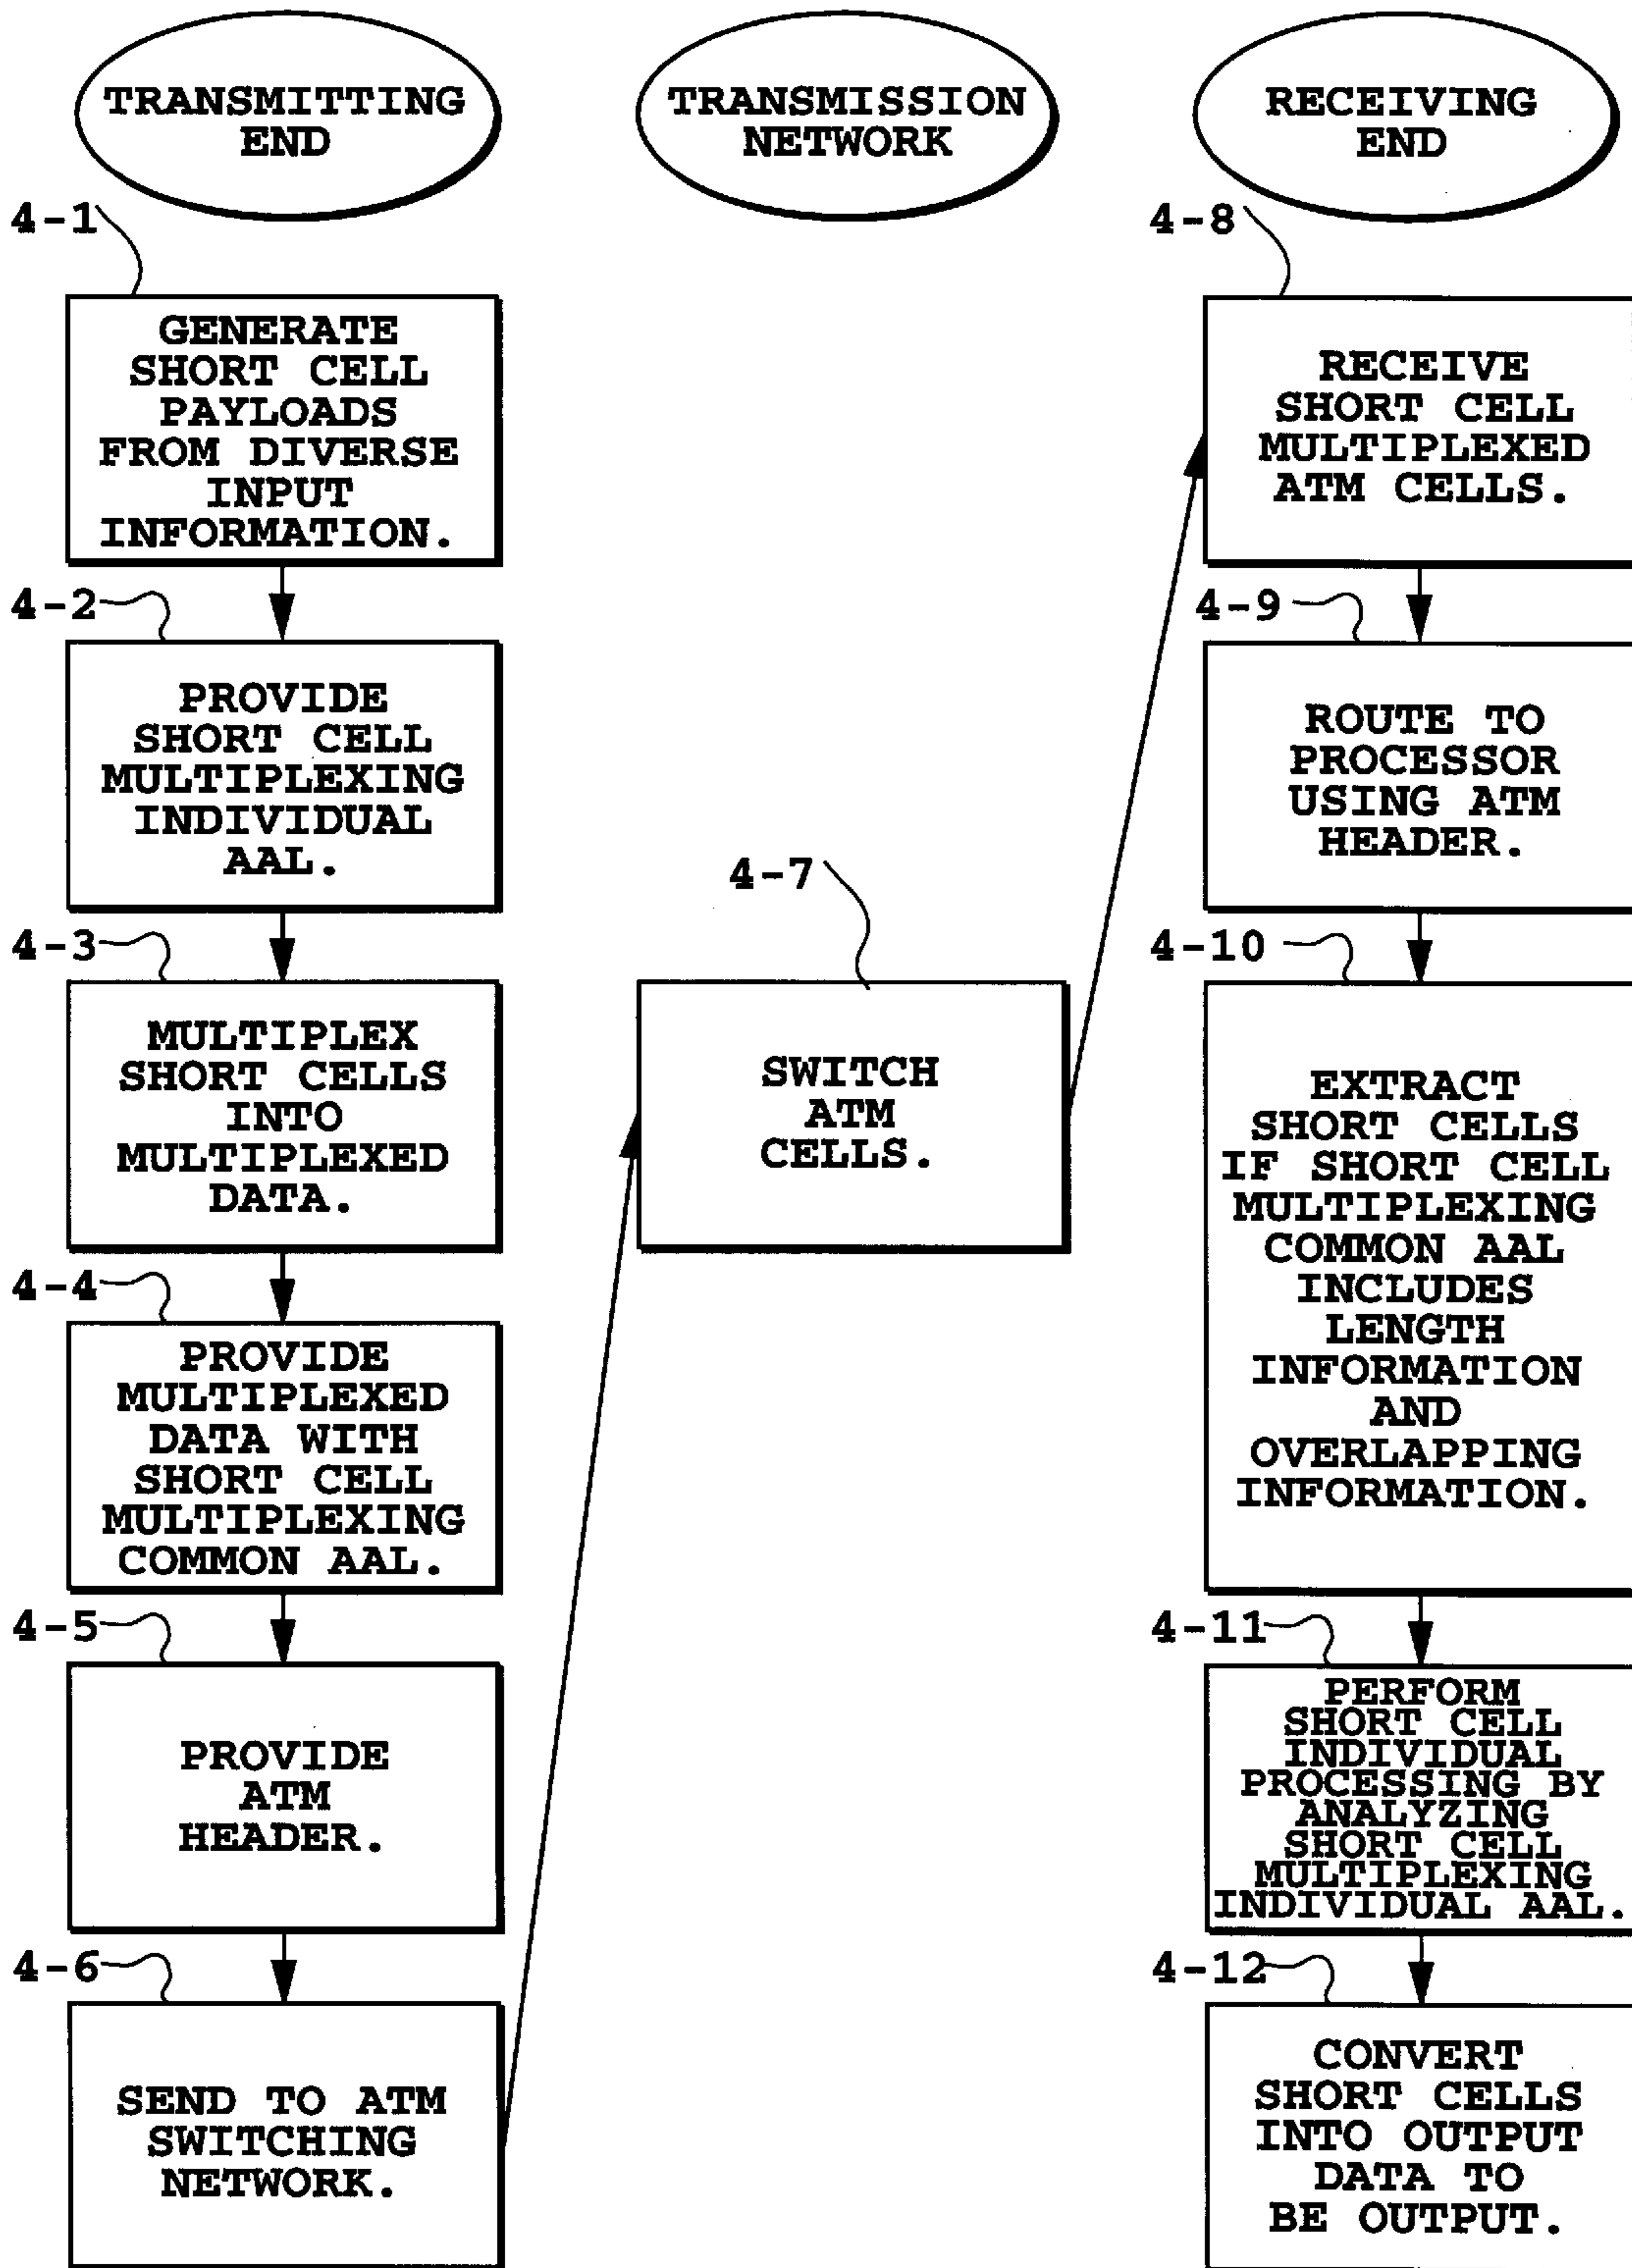 TRANSMITTING
END
4-1
GENERATE
SHORT CELL
PAYLOADS
FROM DIVERSE
INPUT
INFORMATION.
4-2
PROVIDE
SHORT CELL
MULTIPLEXING
INDIVIDUAL
AAL.
4-3
MULTIPLEX
SHORT CELLS
INTO
MULTIPLEXED
DATA.
4-4
PROVIDE
MULTIPLEXED
DATA WITH
SHORT CELL
MULTIPLEXING
COMMON AAL.
4-5
PROVIDE
ATM
HEADER.
4-6
SEND TO ATM
SWITCHING
NETWORK.
TRANSMISSION
NETWORK
4-7
SWITCH
ATM
CELLS.
RECEIVING
END
4-8
RECEIVE
SHORT CELL
MULTIPLEXED
ATM CELLS.
4-9
ROUTE TO
PROCESSOR
USING ATM
HEADER.
4-10
EXTRACT
SHORT CELLS
IF SHORT CELL
MULTIPLEXING
COMMON AAL
INCLUDES
LENGTH
INFORMATION
AND
OVERLAPPING
INFORMATION.
4-11
PERFORM
SHORT CELL
INDIVIDUAL
PROCESSING BY
ANALYZING
SHORT CELL
MULTIPLEXING
INDIVIDUAL AAL.
4-12
CONVERT
SHORT CELLS
INTO OUTPUT
DATA TO
BE OUTPUT.